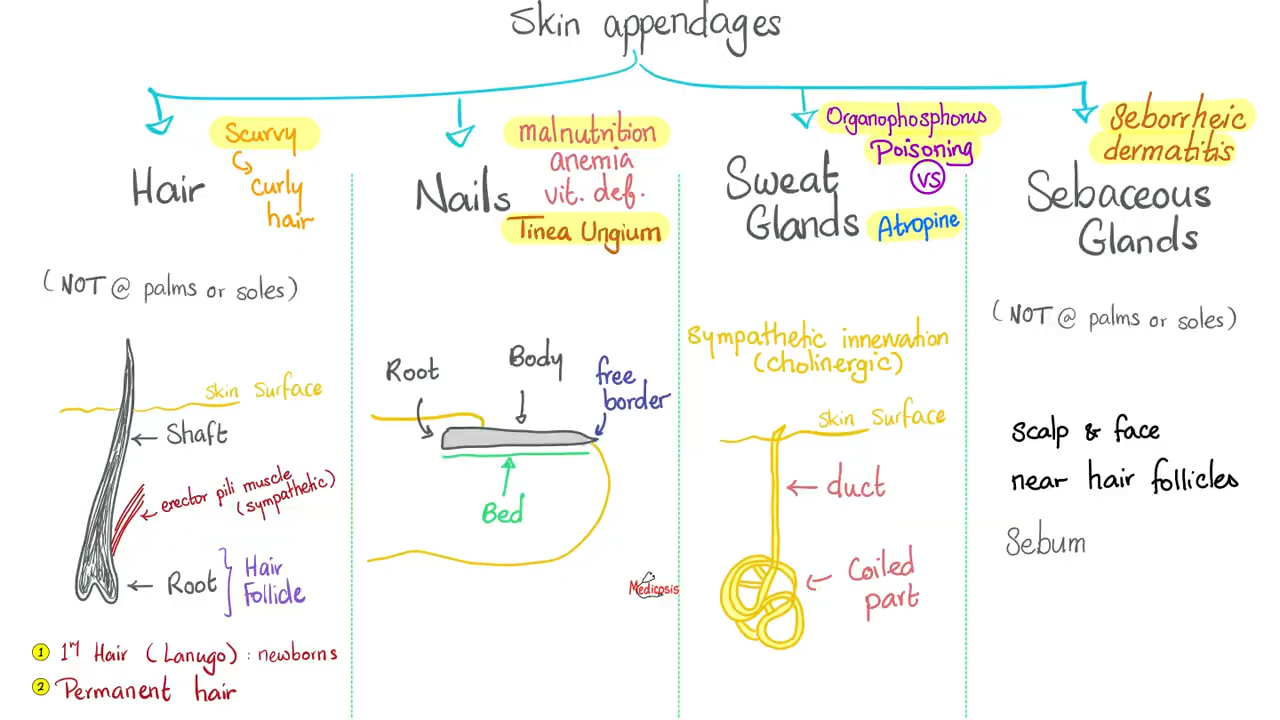 Skin appendages
Scurvy
curly
hair
Hair
(NOT @ palms or soles)
skin surface
Shaft
erector pili muscle
(sympathetic)
Root
Hair
Follicle
1 1st Hair (Lanugo) : newborns
2 Permanent hair
malnutrition
anemia
vit. def.
Nails
Tinea Ungium
Root
Body
free
border
Bed
Medicosis
Organophosphorus
Poisoning
VS
Atropine
Sweat
Glands
Sympathetic innervation
(cholinergic)
skin surface
duct
Coiled
part
Seborrheic
dermatitis
Sebaceous
Glands
(NOT @ palms or soles)
scalp & face
near hair follicles
Sebum